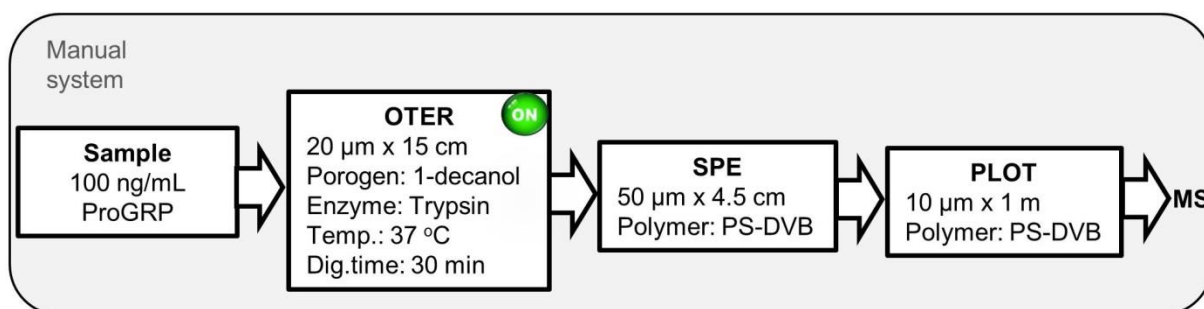 Manual
system
Sample
100 ng/mL
ProGRP
OTER
ON
20 µm x 15 cm
Porogen: 1-decanol
Enzyme: Trypsin
Temp.: 37 °C
Dig.time: 30 min
SPE
50 µm x 4.5 cm
Polymer: PS-DVB
PLOT
10 µm x 1 m
Polymer: PS-DVB
MS